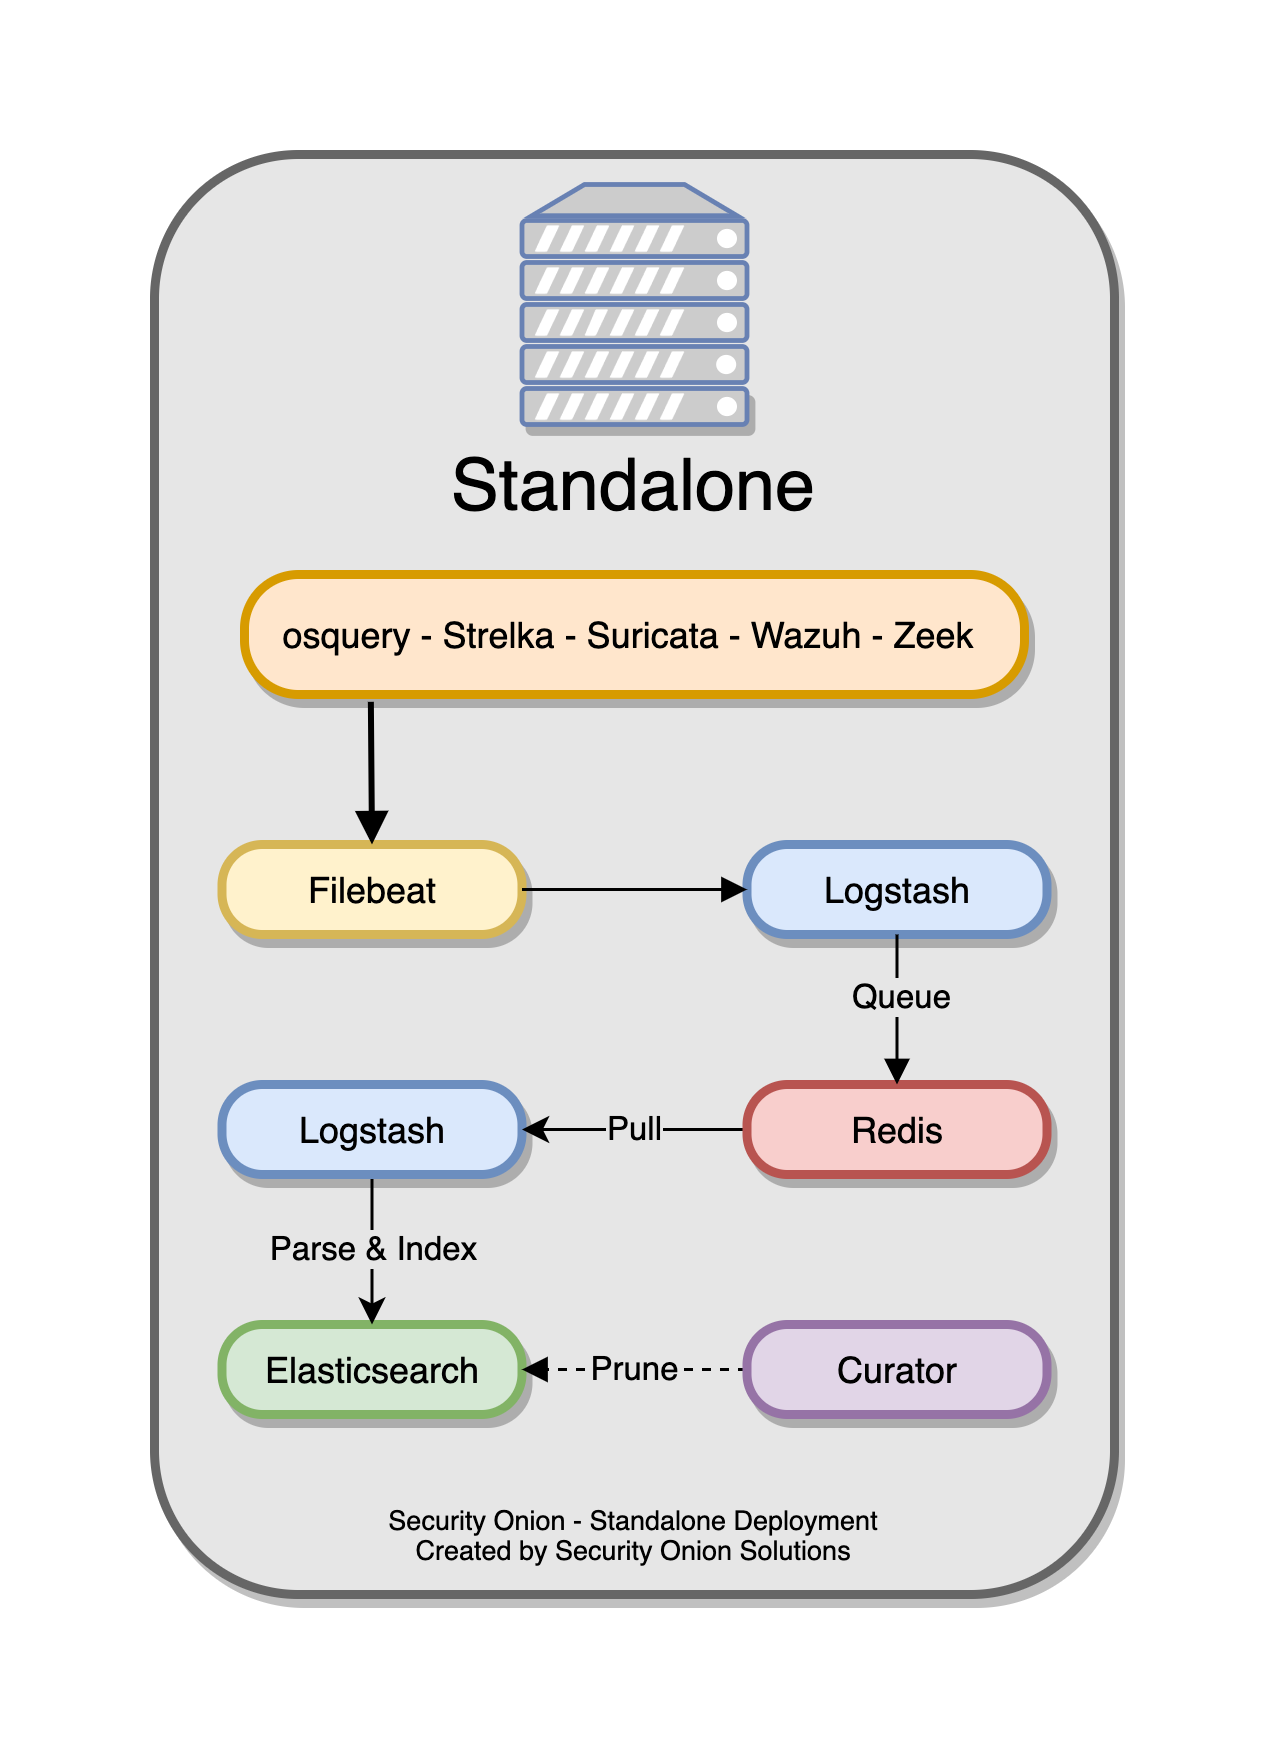 Standalone
osquery - Strelka - Suricata - Wazuh - Zeek
Filebeat
Logstash
Queue
Logstash
Pull
Redis
Parse & Index
Elasticsearch
Prune
Curator
Security Onion - Standalone Deployment
Created by Security Onion Solutions